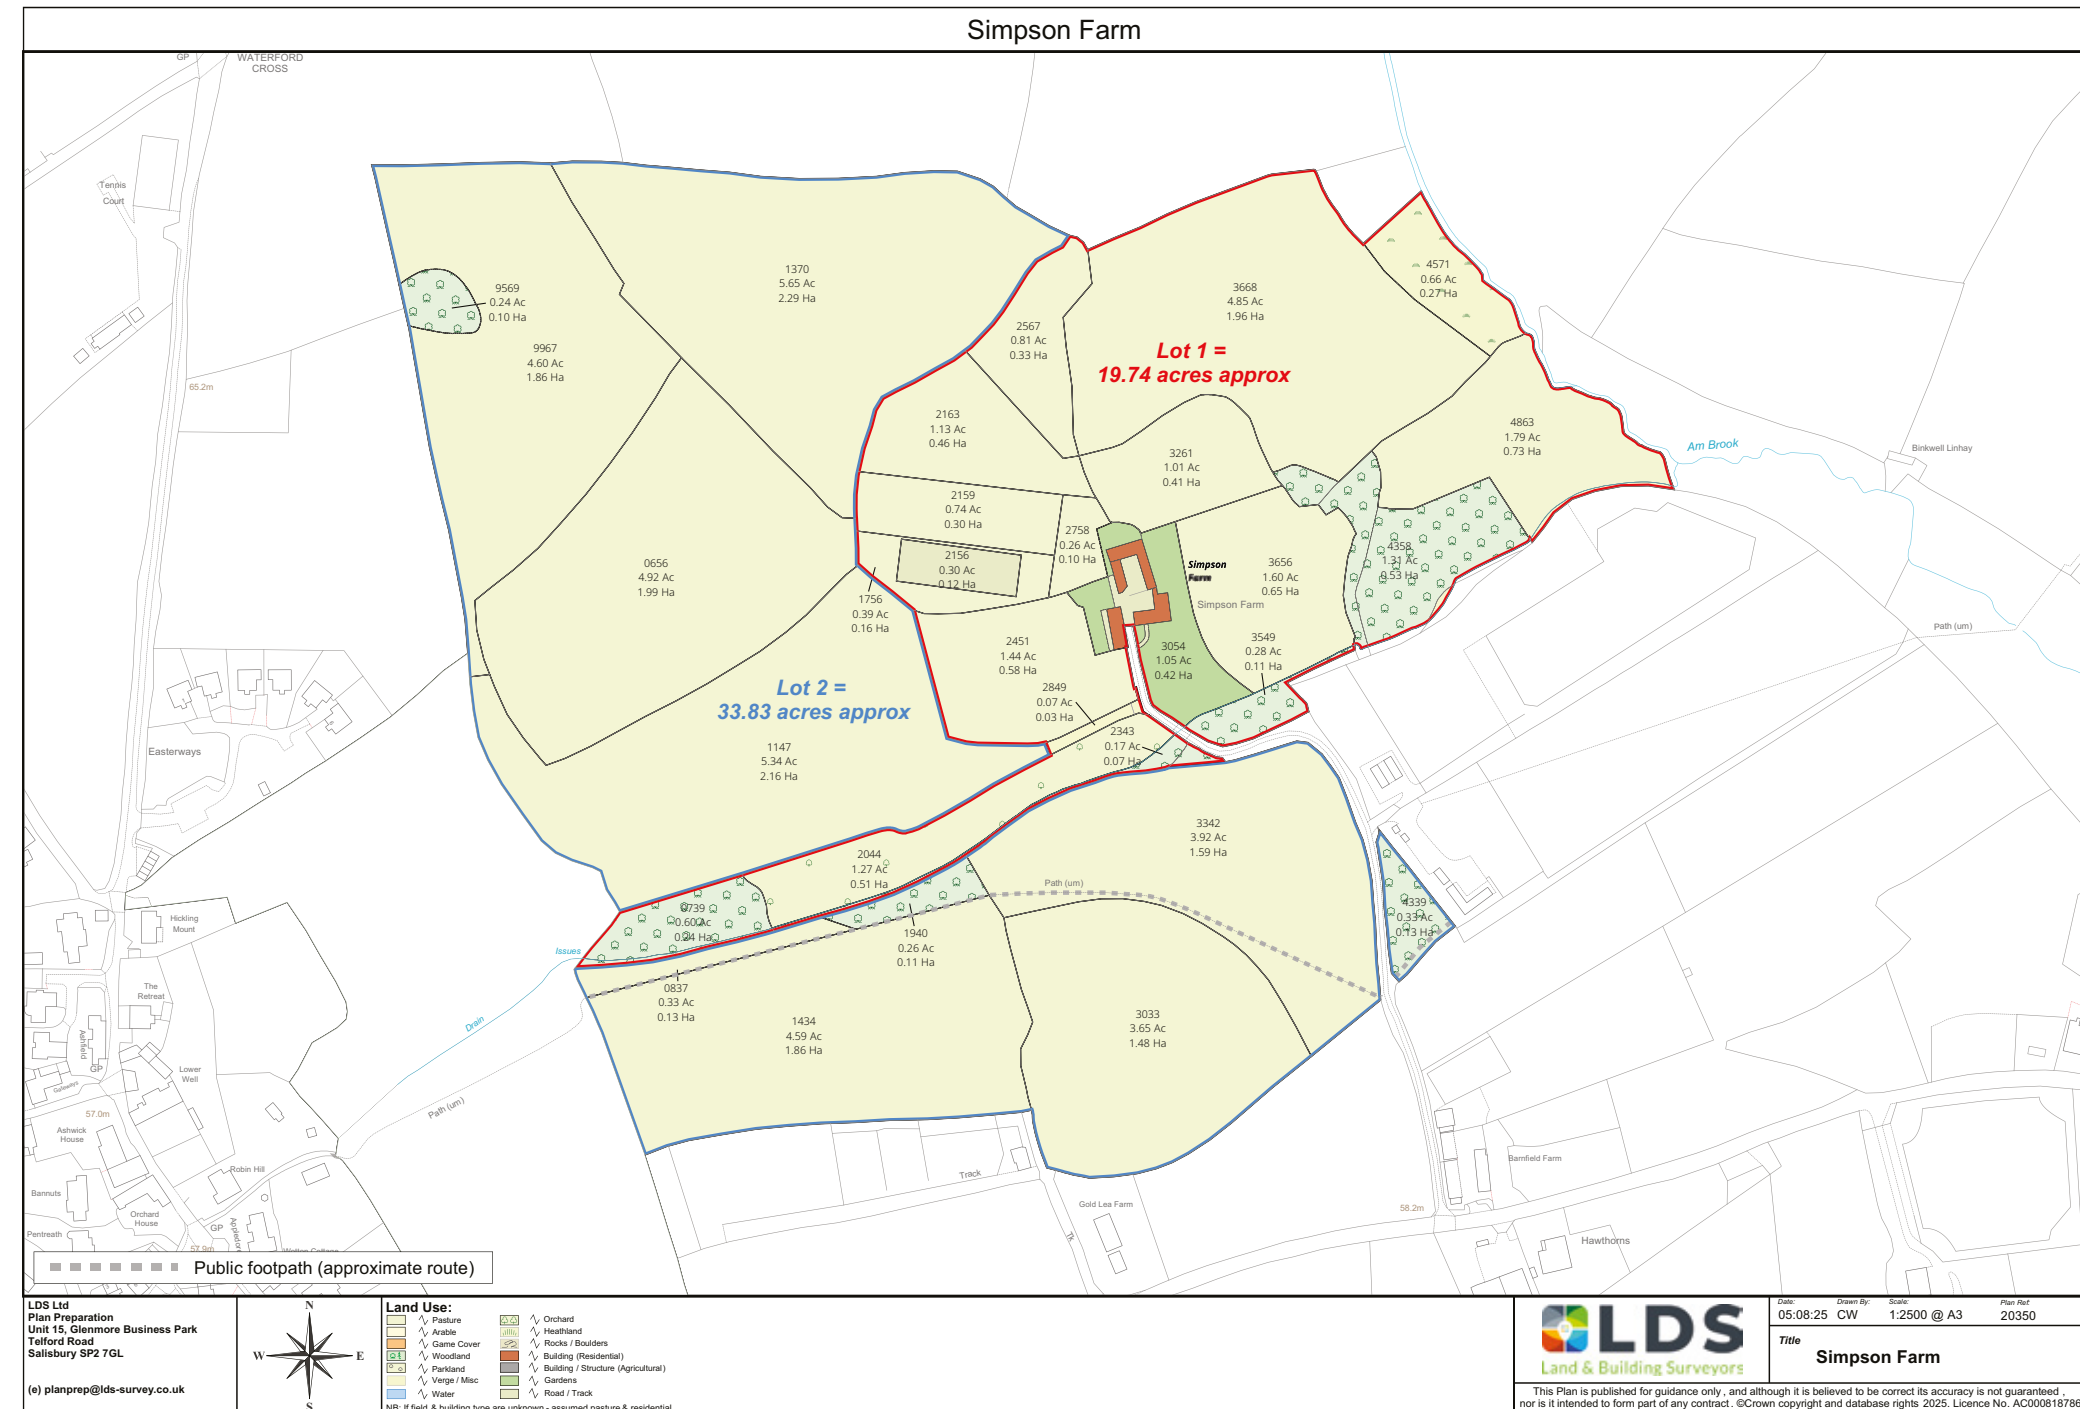 Simpson Farm
GP
WATERFORD
CROSS
Tennis
Court
65.2m
9569
0.24 Ac
0.10 Ha
9967
4.60 Ac
1.86 Ha
1370
5.65 Ac
2.29 Ha
2567
0.81 Ac
0.33 Ha
3668
4.85 Ac
1.96 Ha
4571
0.66 Ac
0.27 Ha
Lot 1 =
19.74 acres approx
2163
1.13 Ac
0.46 Ha
3261
1.01 Ac
0.41 Ha
4863
1.79 Ac
0.73 Ha
Arn Brook
Binkwell Linhay
2159
0.74 Ac
0.30 Ha
2758
0.26 Ac
0.10 Ha
2156
0.30 Ac
0.12 Ha
0656
4.92 Ac
1.99 Ha
1756
0.39 Ac
0.16 Ha
Simpson
Farm
Simpson Farm
3656
1.60 Ac
0.65 Ha
4358
1.31 Ac
0.53 Ha
Path (um)
2451
1.44 Ac
0.58 Ha
3549
0.28 Ac
0.11 Ha
3054
1.05 Ac
0.42 Ha
2849
0.07 Ac
0.03 Ha
2343
0.17 Ac
0.07 Ha
Lot 2 =
33.83 acres approx
1147
5.34 Ac
2.16 Ha
Easterways
3342
3.92 Ac
1.59 Ha
2044
1.27 Ac
0.51 Ha
Path (um)
0739
0.60 Ac
0.24 Ha
4339
0.33 Ac
0.13 Ha
1940
0.26 Ac
0.11 Ha
Hickling
Mount
Issues
0837
0.33 Ac
0.13 Ha
The
Retreat
1434
4.59 Ac
1.86 Ha
3033
3.65 Ac
1.48 Ha
Drain
Ashfield
GP
Galleways
Lower
Well
57.0m
Path (um)
Ashwick
House
Robin Hill
Bannuts
Orchard
House
GP
Appledore
Pentreath
57.9m
Track
Tk
Gold Lea Farm
Barnfield Farm
58.2m
Hawthorns
Public footpath (approximate route)
LDS Ltd
Plan Preparation
Unit 15, Glenmore Business Park
Telford Road
Salisbury SP2 7GL
(e) planprep@lds-survey.co.uk
N
W
E
S
Land Use:
Pasture
Arable
Game Cover
Woodland
Parkland
Verge / Misc
Water
Orchard
Heathland
Rocks / Boulders
Building (Residential)
Building / Structure (Agricultural)
Gardens
Road / Track
NB: If field & building type are unknown - assumed pasture & residential
LDS
Land & Building Surveyors
Date: Drawn By: Scale: Plan Ref:
05:08:25 CW 1:2500 @ A3 20350
Title
Simpson Farm
This Plan is published for guidance only, and although it is believed to be correct its accuracy is not guaranteed,
nor is it intended to form part of any contract. ©Crown copyright and database rights 2025. Licence No. AC000818786